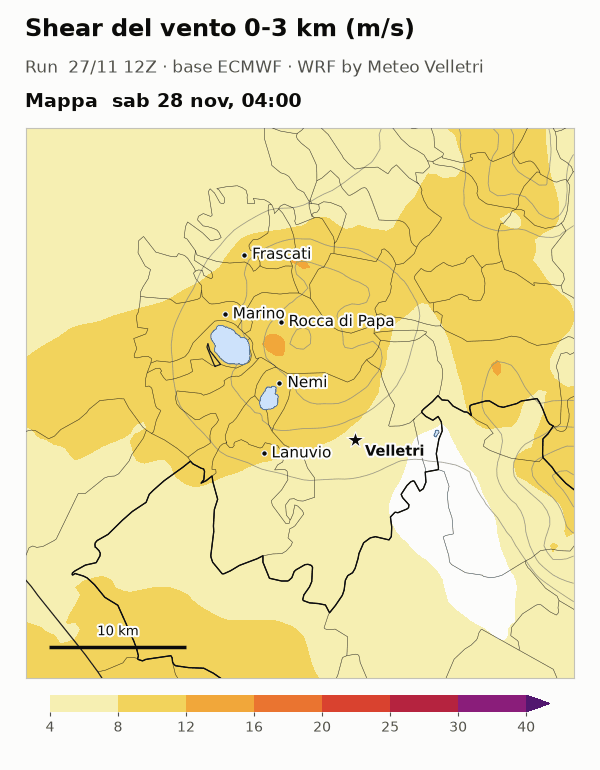 Shear del vento 0-3 km (m/s)
Run  27/11 12Z · base ECMWF · WRF by Meteo Velletri
Mappa  sab 28 nov, 04:00
Frascati
Marino
Rocca di Papa
Nemi
Velletri
Lanuvio
10 km
4 8 12 16 20 25 30 40